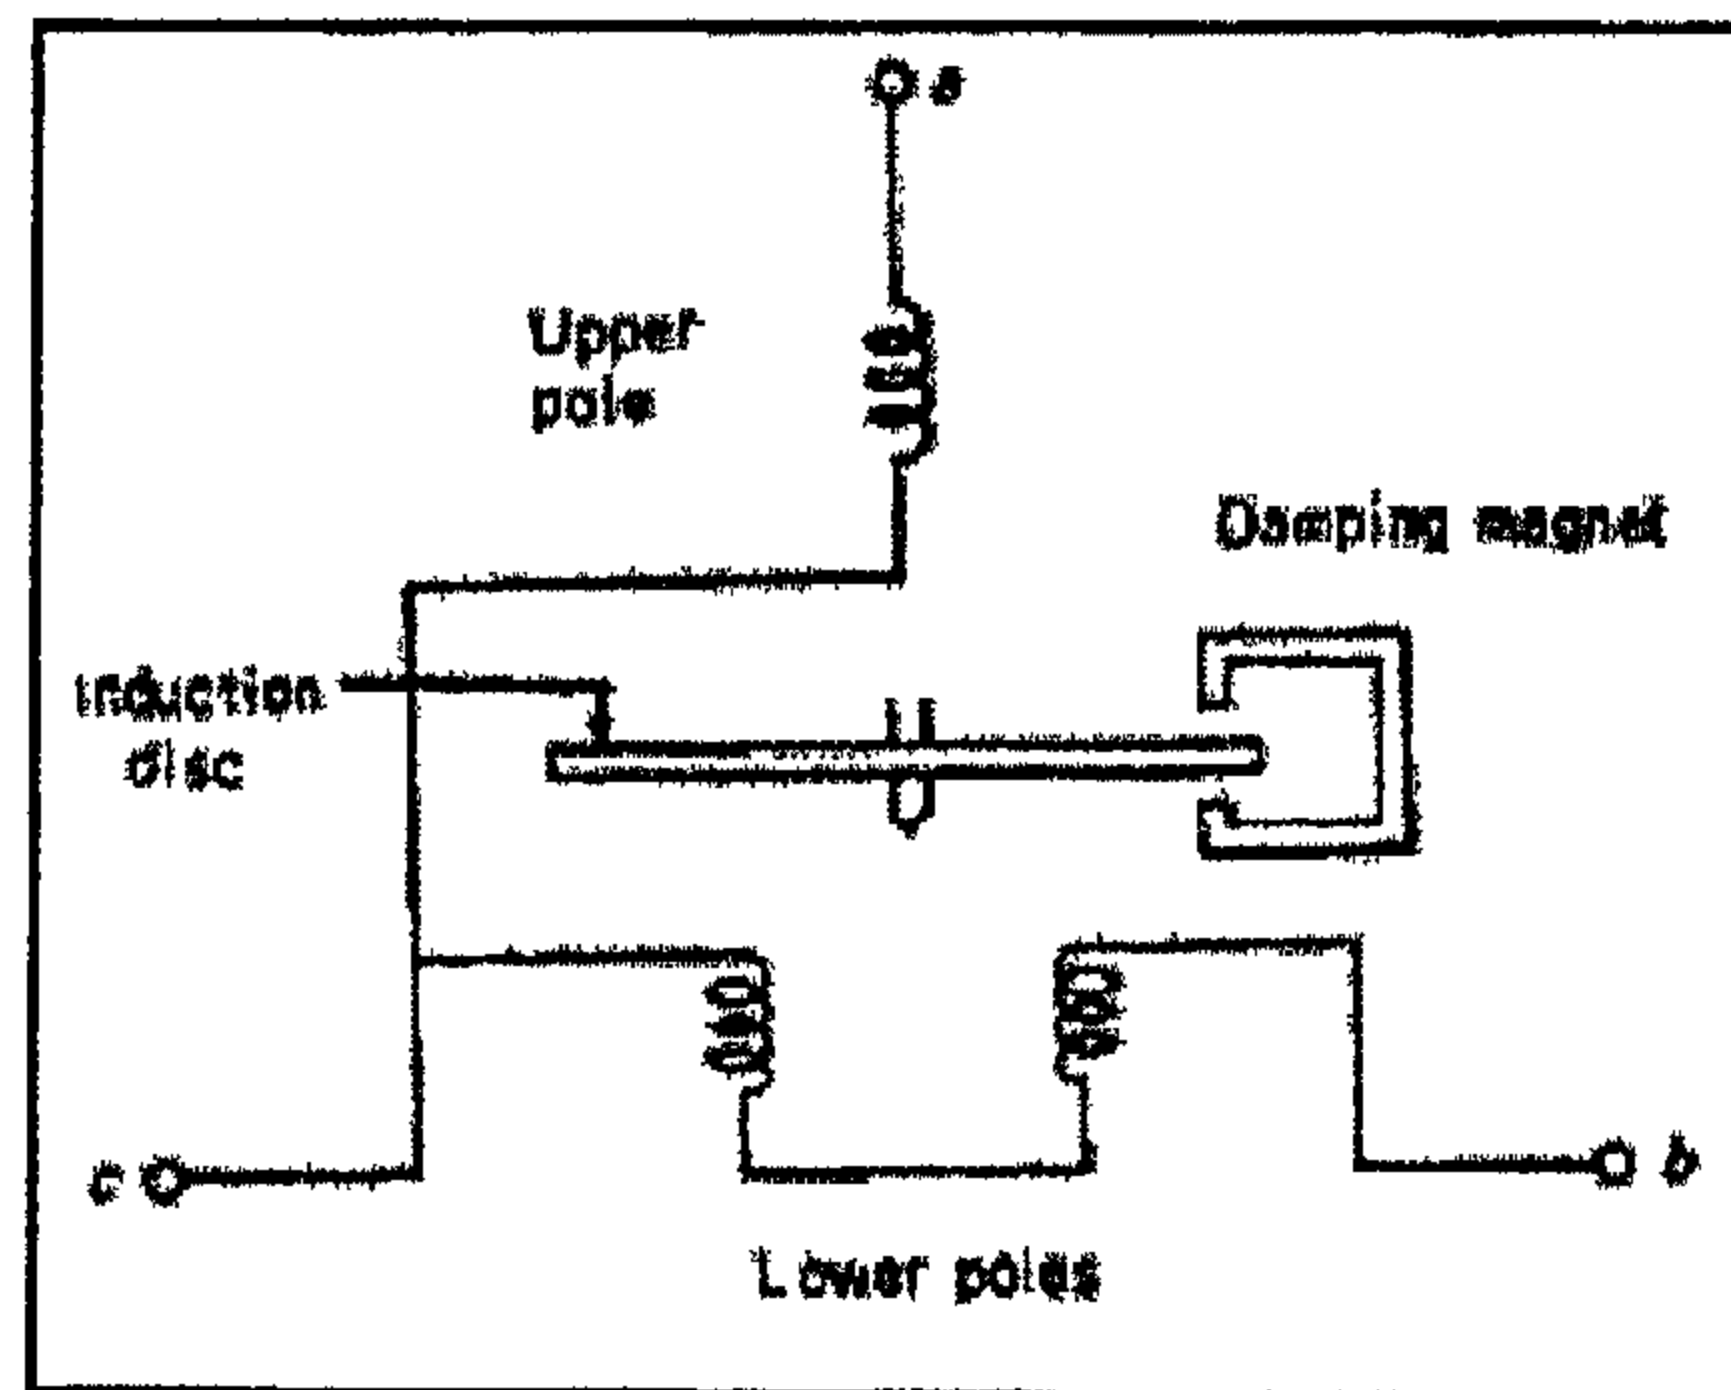 a
Upper
pole
Damping magnet
Induction
disc
c
b
Lower poles